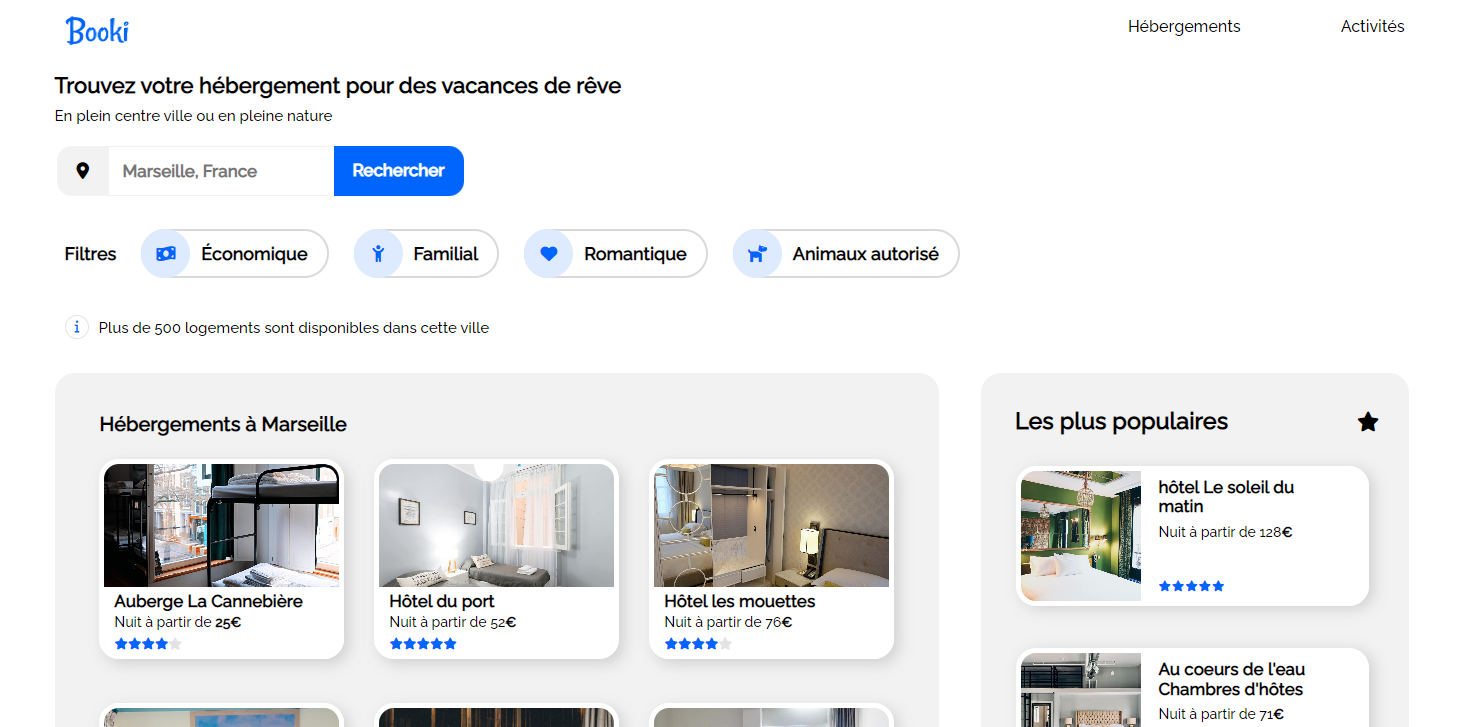 Booki
Hébergements
Activités
Trouvez votre hébergement pour des vacances de rêve
En plein centre ville ou en pleine nature
Marseille, France
Rechercher
Filtres
Économique
Familial
Romantique
Animaux autorisé
Plus de 500 logements sont disponibles dans cette ville
Hébergements à Marseille
Auberge La Cannebière
Nuit à partir de 25€
Hôtel du port
Nuit à partir de 52€
Hôtel les mouettes
Nuit à partir de 76€
Les plus populaires
hôtel Le soleil du
matin
Nuit à partir de 128€
Au coeurs de l'eau
Chambres d'hôtes
Nuit à partir de 71€